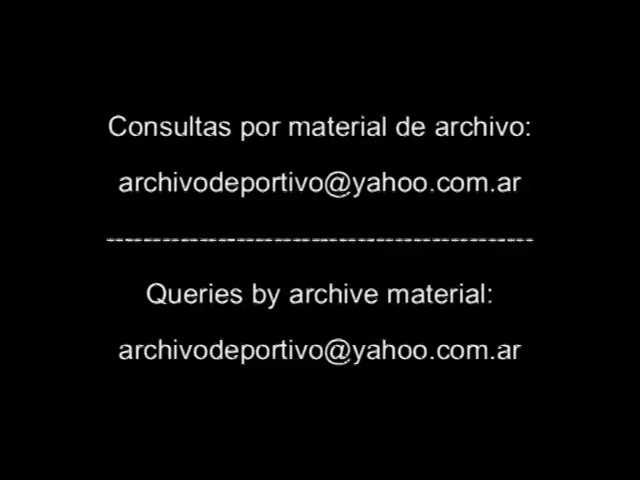 Consultas por material de archivo:
archivodeportivo@yahoo.com.ar
----------------------------------------------
Queries by archive material:
archivodeportivo@yahoo.com.ar